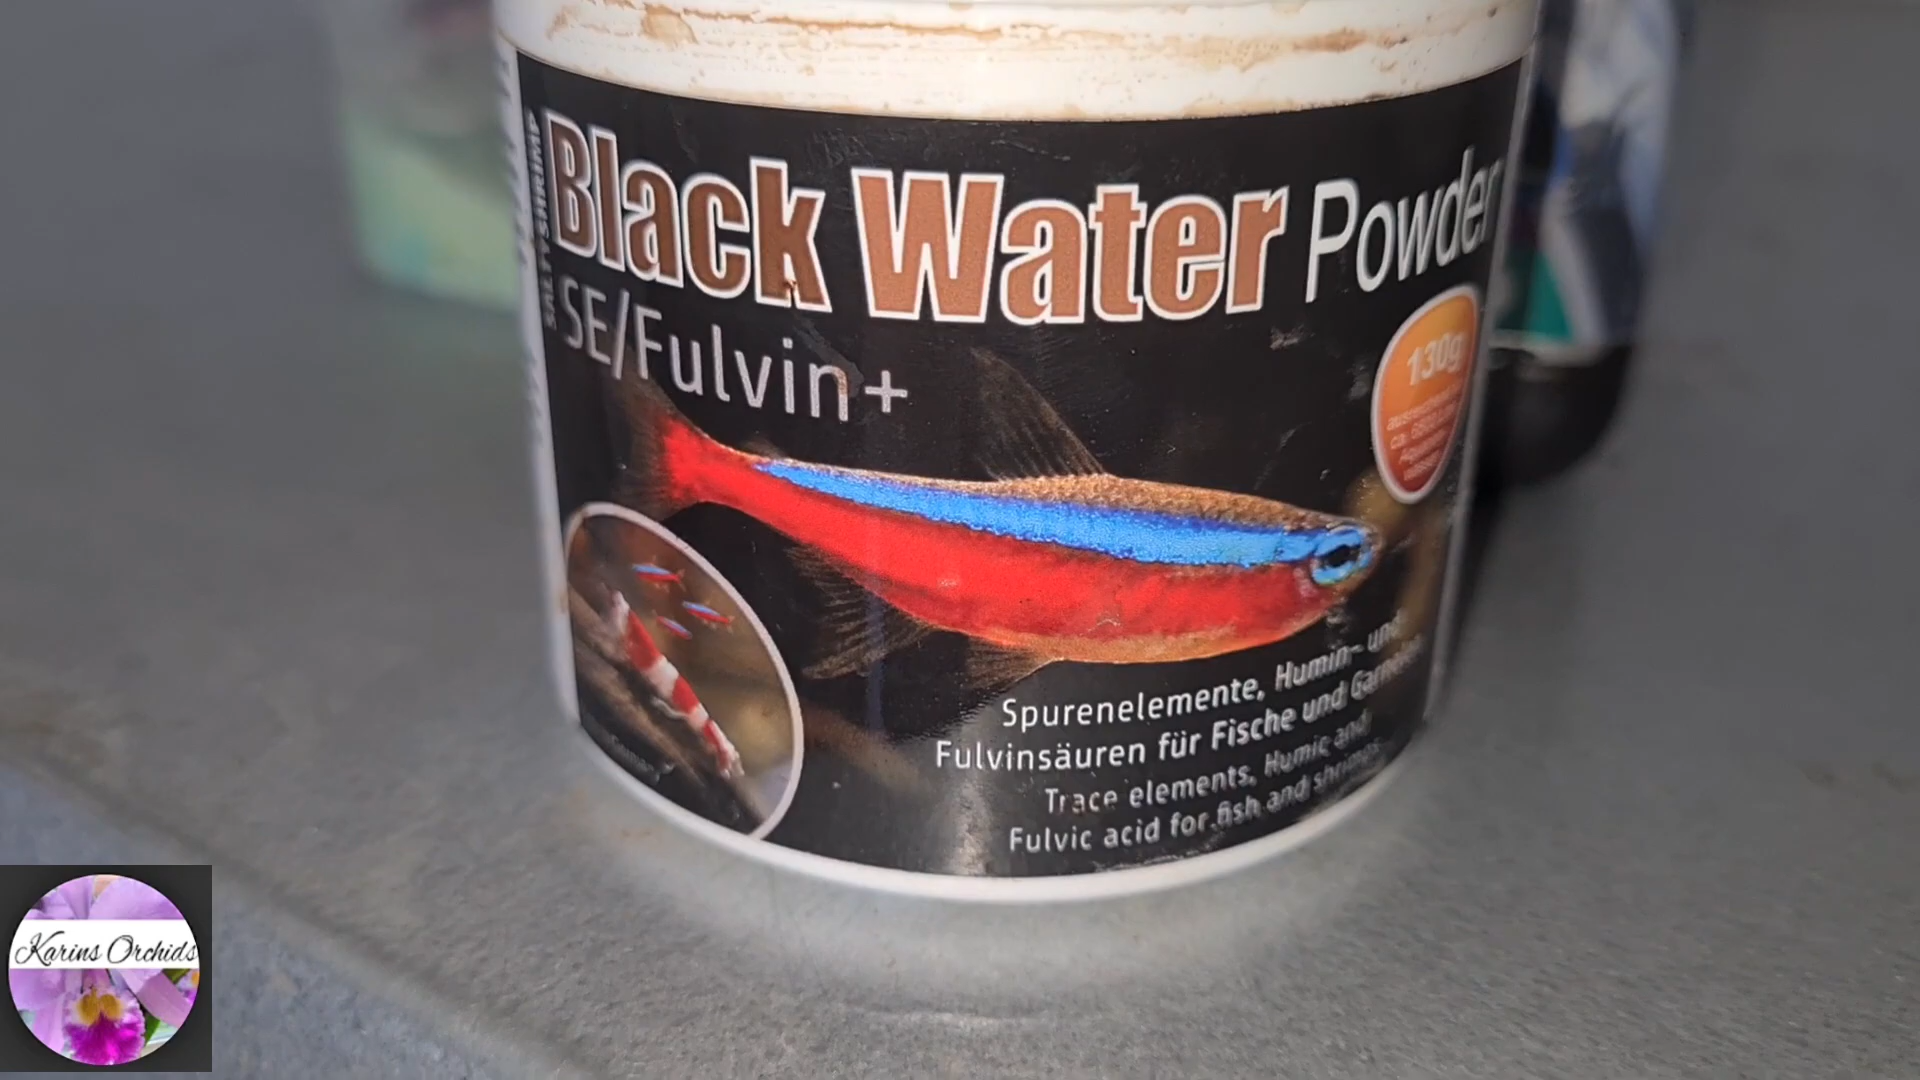 Black Water Powder
SE/Fulvin+
130g
SHRIMP
Spurenelemente, Humin- und
Fulvinsäuren für Fische und
Trace elements, Humic and
Fulvic acid for fish and shrimps
Karins Orchids